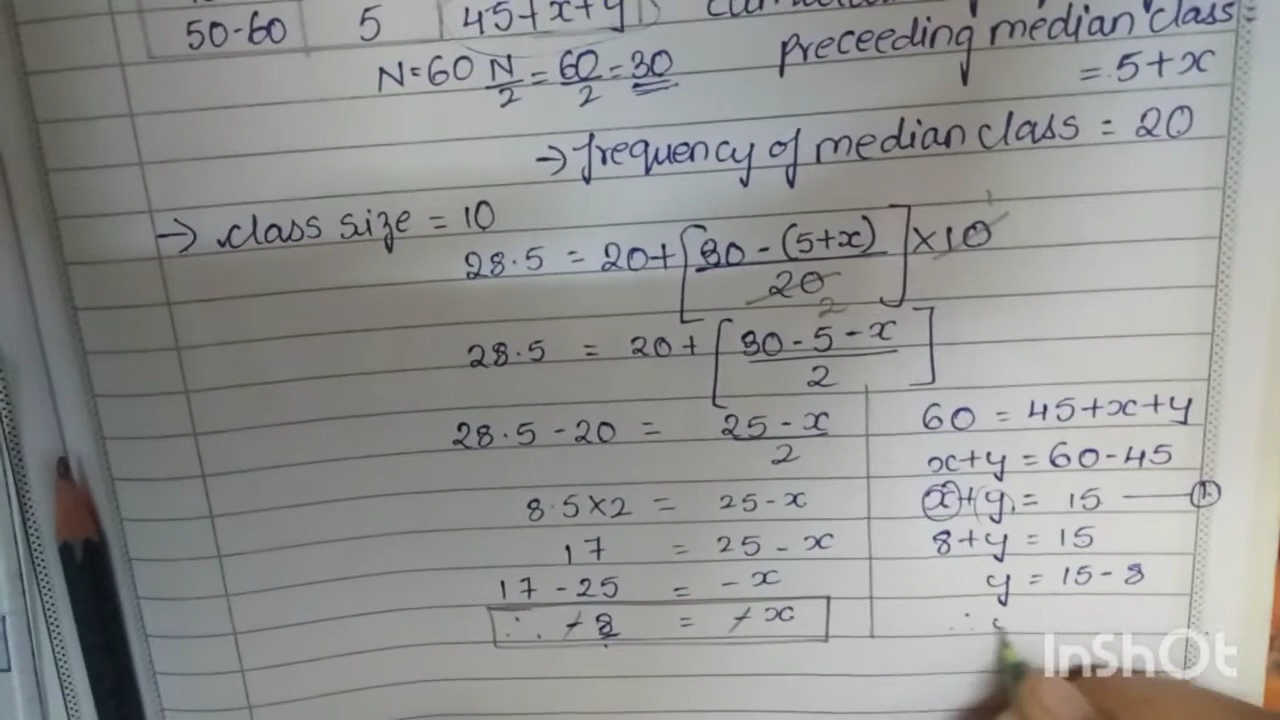 50-60 5 45+x+y
preceeding median class =
= 5+x
N=60 N/2 = 60/2 = 30
→ frequency of median class = 20
→ class size = 10
28.5 = 20+[30-(5+x)/20]×10
2
1
28.5 = 20+[30-5-x/2]
28.5-20 = 25-x/2
8.5×2 = 25-x
17 = 25-x
17-25 = -x
∴ -8 = -x
60 = 45+x+y
x+y = 60-45
x+y = 15 — ①
8+y = 15
y = 15-8
∴
InShOt